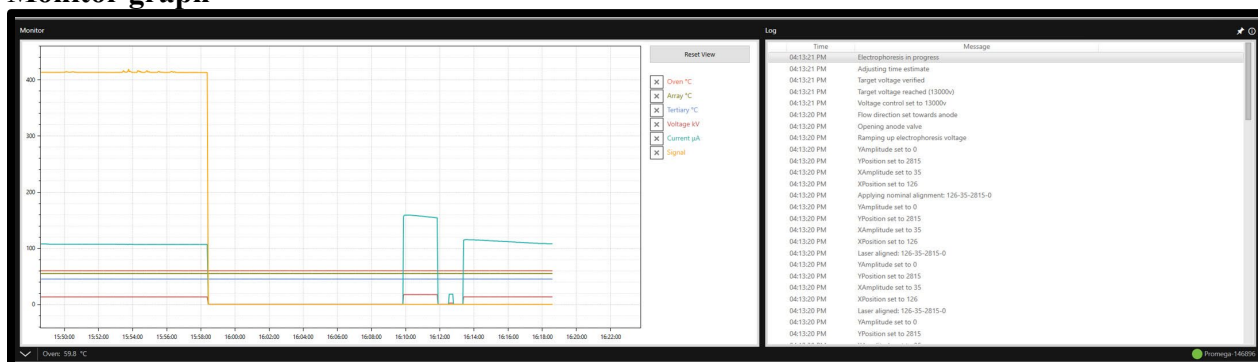 Monitor graph
Monitor
Reset View
Oven °C
Array °C
Tertiary °C
Voltage kV
Current µA
Signal
400
300
200
100
0
15:50:00 15:52:00 15:54:00 15:56:00 15:58:00 16:00:00 16:02:00 16:04:00 16:06:00 16:08:00 16:10:00 16:12:00 16:14:00 16:16:00 16:18:00 16:20:00 16:22:00
Oven: 59.8 °C
Log
Time Message
04:13:21 PM Electrophoresis in progress
04:13:21 PM Adjusting time estimate
04:13:21 PM Target voltage verified
04:13:21 PM Target voltage reached (13000v)
04:13:21 PM Voltage control set to 13000v
04:13:20 PM Flow direction set towards anode
04:13:20 PM Opening anode valve
04:13:20 PM Ramping up electrophoresis voltage
04:13:20 PM YAmplitude set to 0
04:13:20 PM YPosition set to 2815
04:13:20 PM XAmplitude set to 35
04:13:20 PM XPosition set to 126
04:13:20 PM Applying nominal alignment: 126-35-2815-0
04:13:20 PM YAmplitude set to 0
04:13:20 PM YPosition set to 2815
04:13:20 PM XAmplitude set to 35
04:13:20 PM XPosition set to 126
04:13:20 PM Laser aligned: 126-35-2815-0
04:13:20 PM YAmplitude set to 0
04:13:20 PM YPosition set to 2815
04:13:20 PM XAmplitude set to 35
04:13:20 PM XPosition set to 126
04:13:20 PM Laser aligned: 126-35-2815-0
04:13:20 PM YAmplitude set to 0
04:13:20 PM YPosition set to 2815
Promega-146896